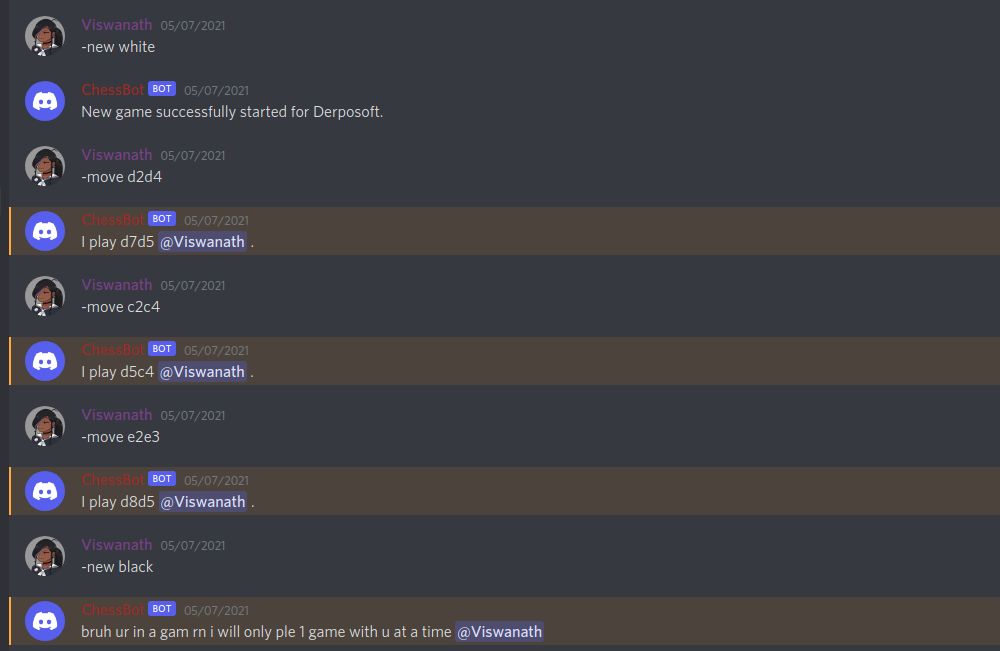 Viswanath 05/07/2021
-new white
ChessBot BOT 05/07/2021
New game successfully started for Derposoft.
Viswanath 05/07/2021
-move d2d4
ChessBot BOT 05/07/2021
I play d7d5 @Viswanath .
Viswanath 05/07/2021
-move c2c4
ChessBot BOT 05/07/2021
I play d5c4 @Viswanath .
Viswanath 05/07/2021
-move e2e3
ChessBot BOT 05/07/2021
I play d8d5 @Viswanath .
Viswanath 05/07/2021
-new black
ChessBot BOT 05/07/2021
bruh ur in a gam rn i will only ple 1 game with u at a time @Viswanath